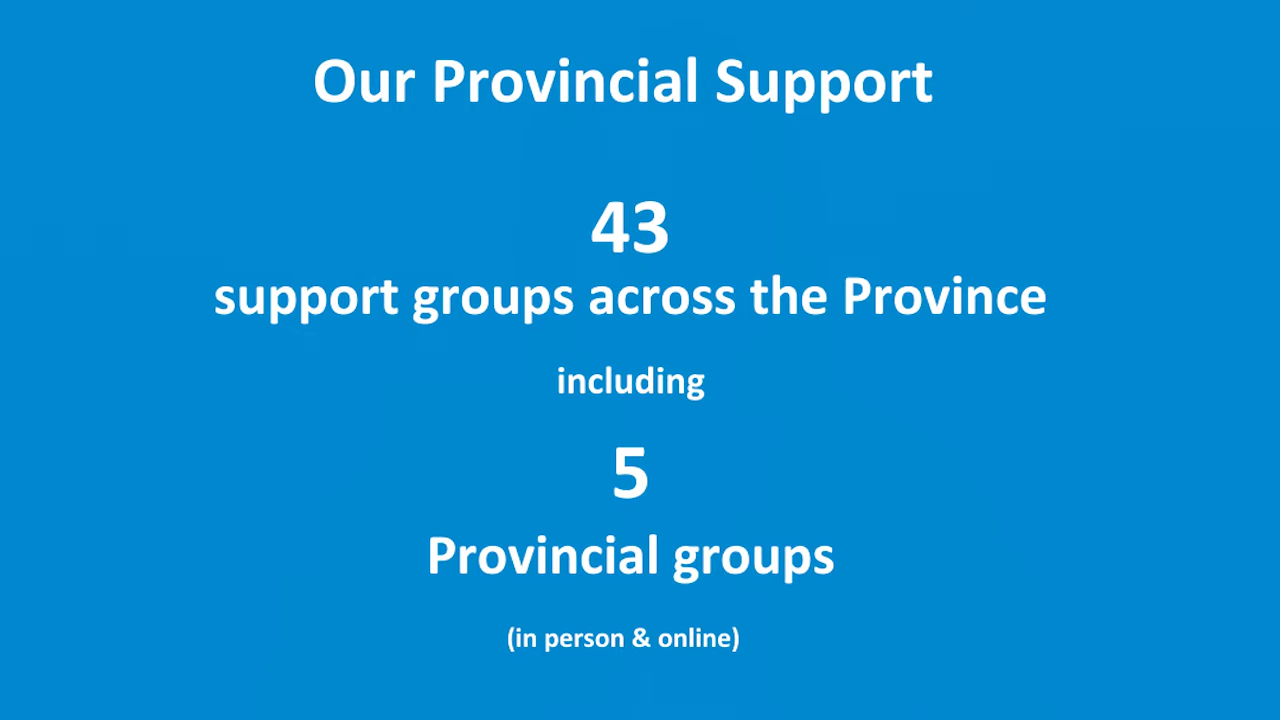 Our Provincial Support
43
support groups across the Province
including
5
Provincial groups
(in person & online)